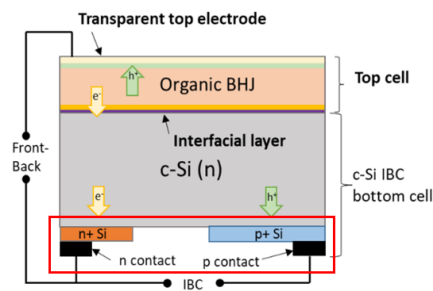 Transparent top electrode
h⁺
Organic BHJ
Top cell
e⁻
Interfacial layer
Front-
Back
c-Si (n)
c-Si IBC
bottom cell
e⁻
h⁺
n+ Si
p+ Si
n contact
p contact
IBC